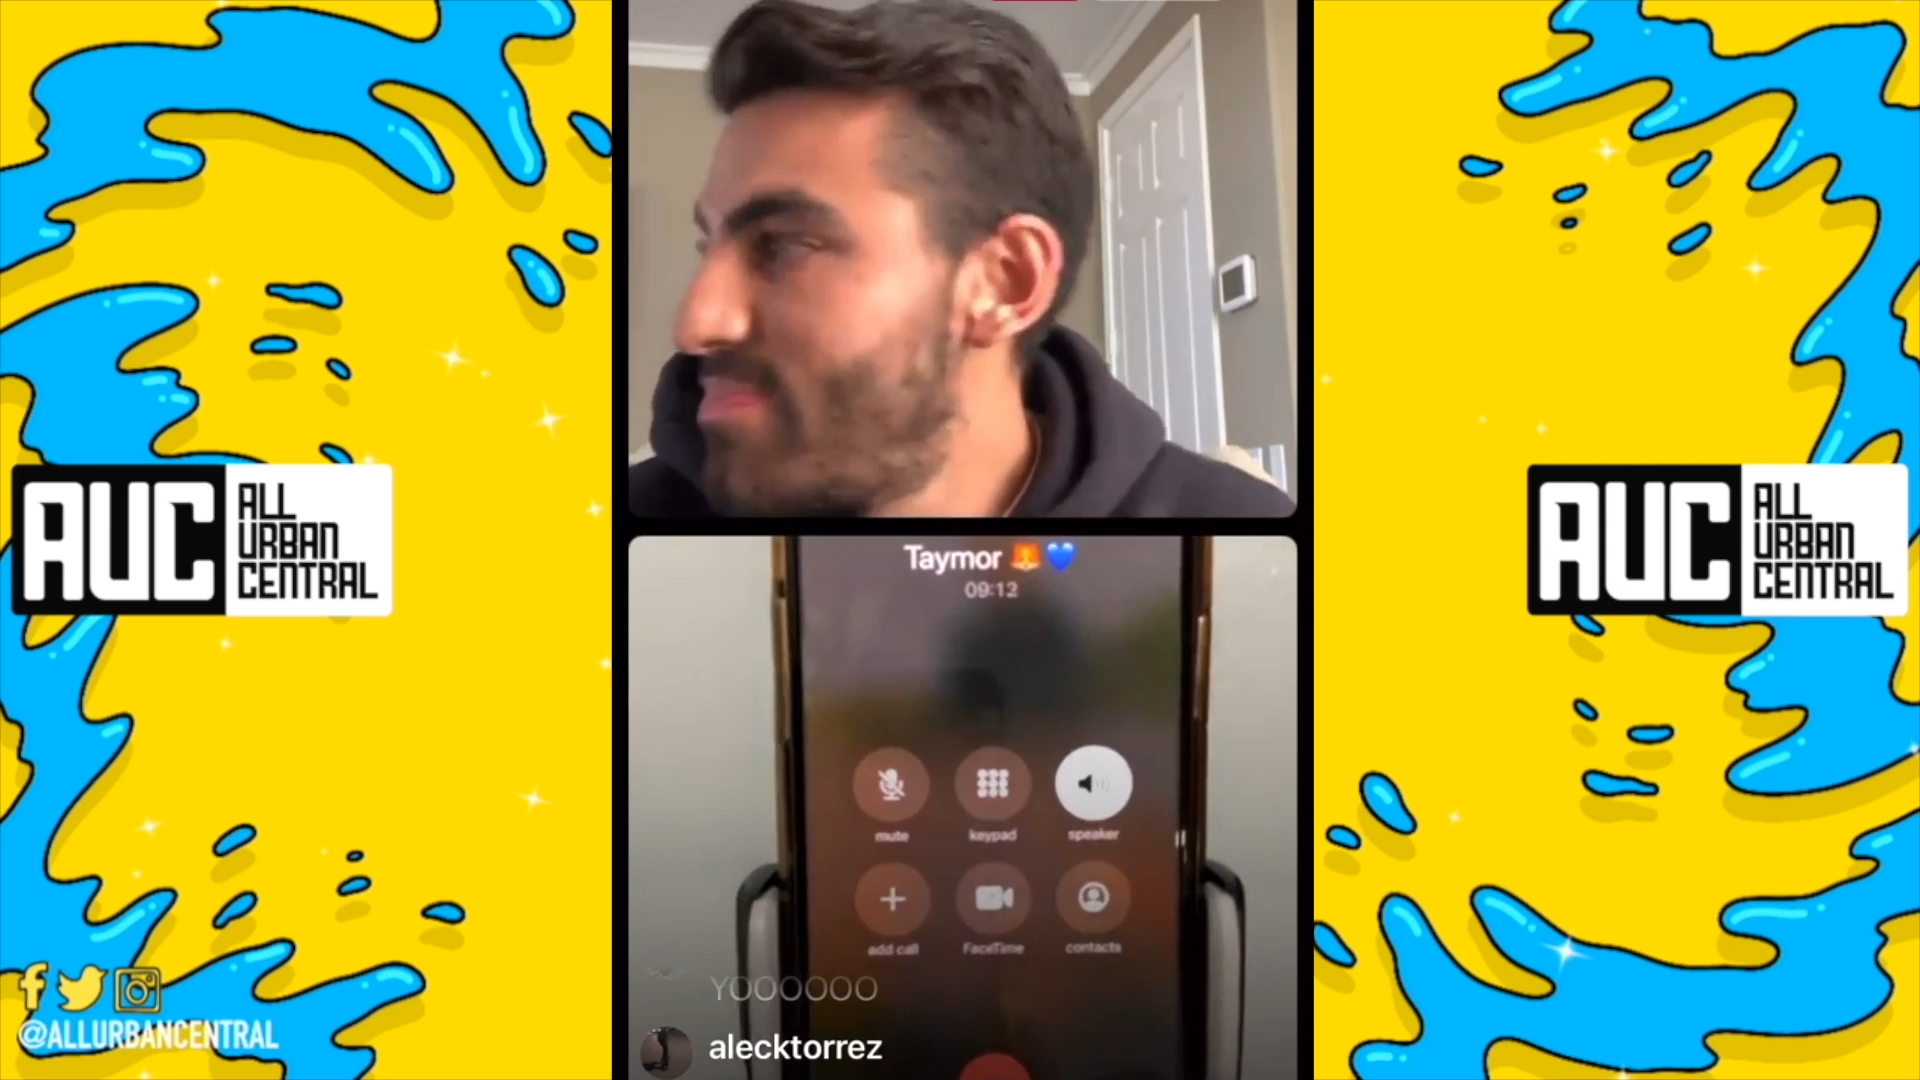 AUC
ALL
URBAN
CENTRAL
@ALLURBANCENTRAL
Taymor 🦁💙
09:12
mute
keypad
speaker
add call
FaceTime
contacts
YOOOOOO
alecktorrez
AUC
ALL
URBAN
CENTRAL